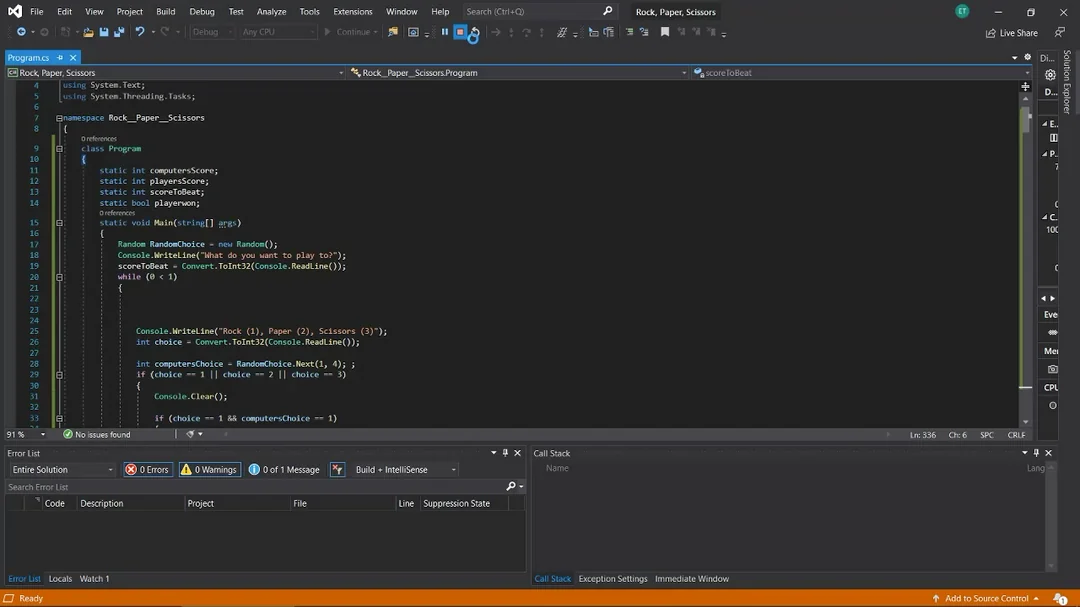 File Edit View Project Build Debug Test Analyze Tools Extensions Window Help Search (Ctrl+Q) Rock, Paper, Scissors ET
Debug Any CPU Continue Live Share
Program.cs Di...
Rock, Paper, Scissors Rock__Paper__Scissors.Program scoreToBeat
Solution Explorer
4 using System.Text;
5 using System.Threading.Tasks;
6
7 namespace Rock__Paper__Scissors
8 {
0 references
9 class Program
10 {
11 static int computersScore;
12 static int playersScore;
13 static int scoreToBeat;
14 static bool playerwon;
0 references
15 static void Main(string[] args)
16 {
17 Random RandomChoice = new Random();
18 Console.WriteLine("What do you want to play to?");
19 scoreToBeat = Convert.ToInt32(Console.ReadLine());
20 while (0 < 1)
21 {
22
23
24
25 Console.WriteLine("Rock (1), Paper (2), Scissors (3)");
26 int choice = Convert.ToInt32(Console.ReadLine());
27
28 int computersChoice = RandomChoice.Next(1, 4); ;
29 if (choice == 1 || choice == 2 || choice == 3)
30 {
31 Console.Clear();
32
33 if (choice == 1 && computersChoice == 1)
D...
E...
P...
C...
100
Eve
Me
CPU
91 % No issues found Ln: 336 Ch: 6 SPC CRLF
Error List
Entire Solution 0 Errors 0 Warnings 0 of 1 Message Build + IntelliSense
Search Error List
Code Description Project File Line Suppression State
Error List Locals Watch 1
Call Stack
Name Lang
Call Stack Exception Settings Immediate Window
Ready Add to Source Control 1